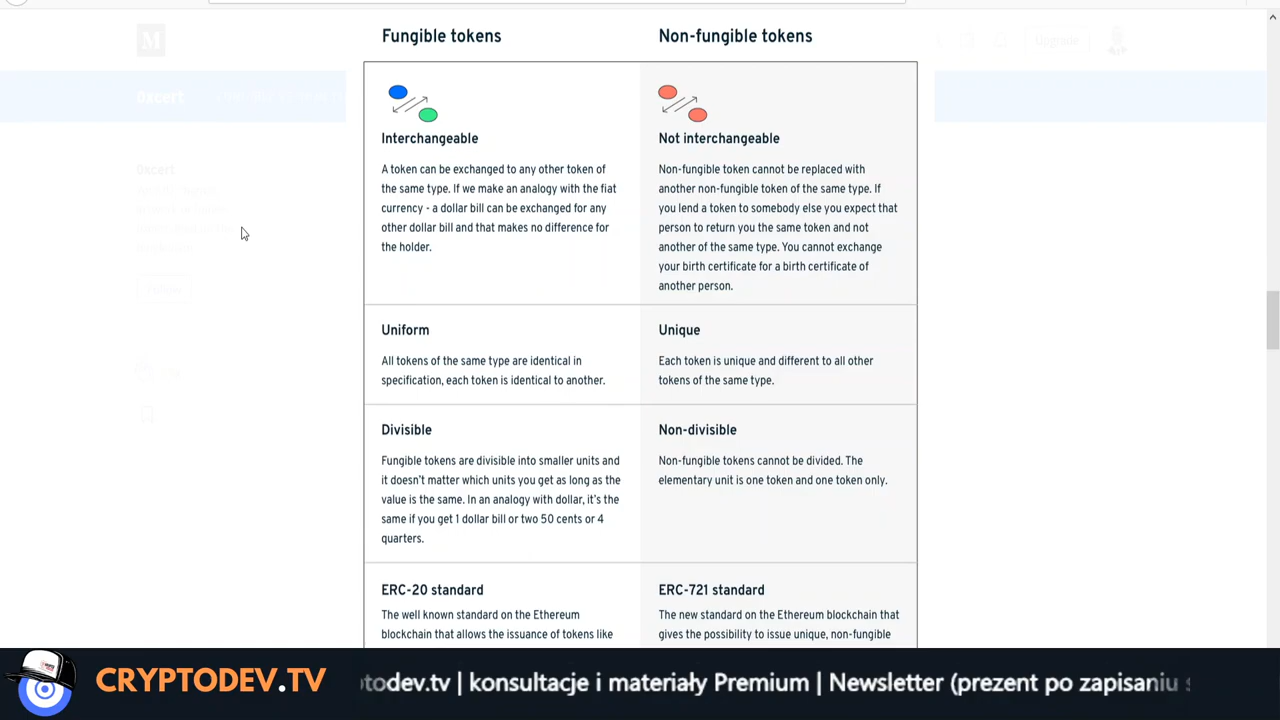 Fungible tokens
Non-fungible tokens
Interchangeable
A token can be exchanged to any other token of
the same type. If we make an analogy with the fiat
currency - a dollar bill can be exchanged for any
other dollar bill and that makes no difference for
the holder.
Not interchangeable
Non-fungible token cannot be replaced with
another non-fungible token of the same type. If
you lend a token to somebody else you expect that
person to return you the same token and not
another of the same type. You cannot exchange
your birth certificate for a birth certificate of
another person.
Uniform
All tokens of the same type are identical in
specification, each token is identical to another.
Unique
Each token is unique and different to all other
tokens of the same type.
Divisible
Fungible tokens are divisible into smaller units and
it doesn't matter which units you get as long as the
value is the same. In an analogy with dollar, it's the
same if you get 1 dollar bill or two 50 cents or 4
quarters.
Non-divisible
Non-fungible tokens cannot be divided. The
elementary unit is one token and one token only.
ERC-20 standard
The well known standard on the Ethereum
blockchain that allows the issuance of tokens like
ERC-721 standard
The new standard on the Ethereum blockchain that
gives the possibility to issue unique, non-fungible
M
Upgrade
0xcert
0xcert
Follow
CRYPTODEV.TV
ptodev.tv | konsultacje i materiały Premium | Newsletter (prezent po zapisaniu s